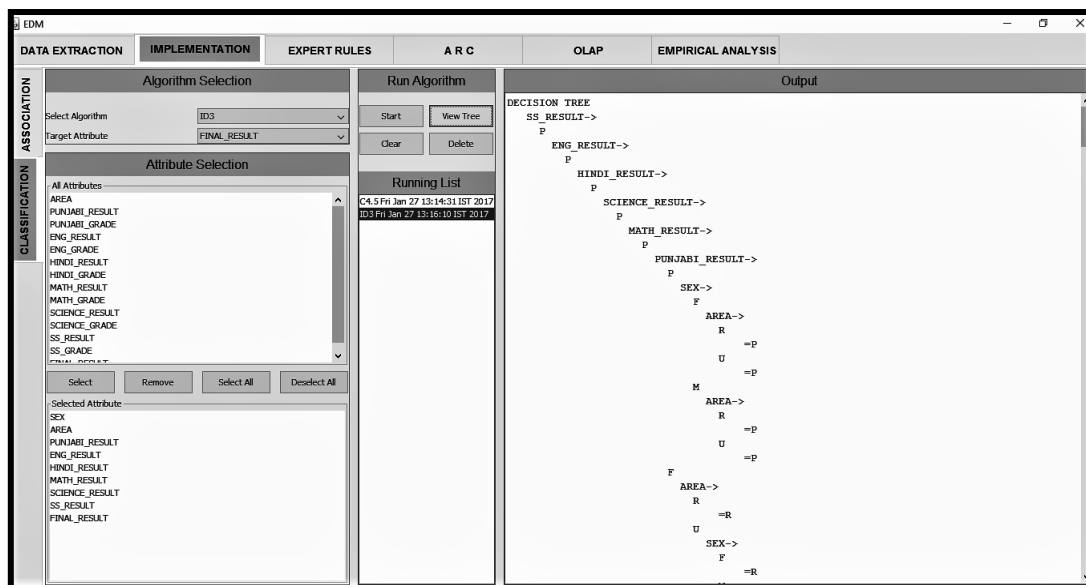 EDM
DATA EXTRACTION
IMPLEMENTATION
EXPERT RULES
A R C
OLAP
EMPIRICAL ANALYSIS
ASSOCIATION
CLASSIFICATION
Algorithm Selection
Select Algorithm
ID3
Target Attribute
FINAL_RESULT
Attribute Selection
All Attributes
AREA
PUNJABI_RESULT
PUNJABI_GRADE
ENG_RESULT
ENG_GRADE
HINDI_RESULT
HINDI_GRADE
MATH_RESULT
MATH_GRADE
SCIENCE_RESULT
SCIENCE_GRADE
SS_RESULT
SS_GRADE
FINAL_RESULT
Select
Remove
Select All
Deselect All
Selected Attribute
SEX
AREA
PUNJABI_RESULT
ENG_RESULT
HINDI_RESULT
MATH_RESULT
SCIENCE_RESULT
SS_RESULT
FINAL_RESULT
Run Algorithm
Start
View Tree
Clear
Delete
Running List
C4.5 Fri Jan 27 13:14:31 IST 2017
ID3 Fri Jan 27 13:16:10 IST 2017
Output
DECISION TREE
SS_RESULT->
P
ENG_RESULT->
P
HINDI_RESULT->
P
SCIENCE_RESULT->
P
MATH_RESULT->
P
PUNJABI_RESULT->
P
SEX->
F
AREA->
R
=P
U
=P
M
AREA->
R
=P
U
=P
F
AREA->
R
=R
U
SEX->
F
=R